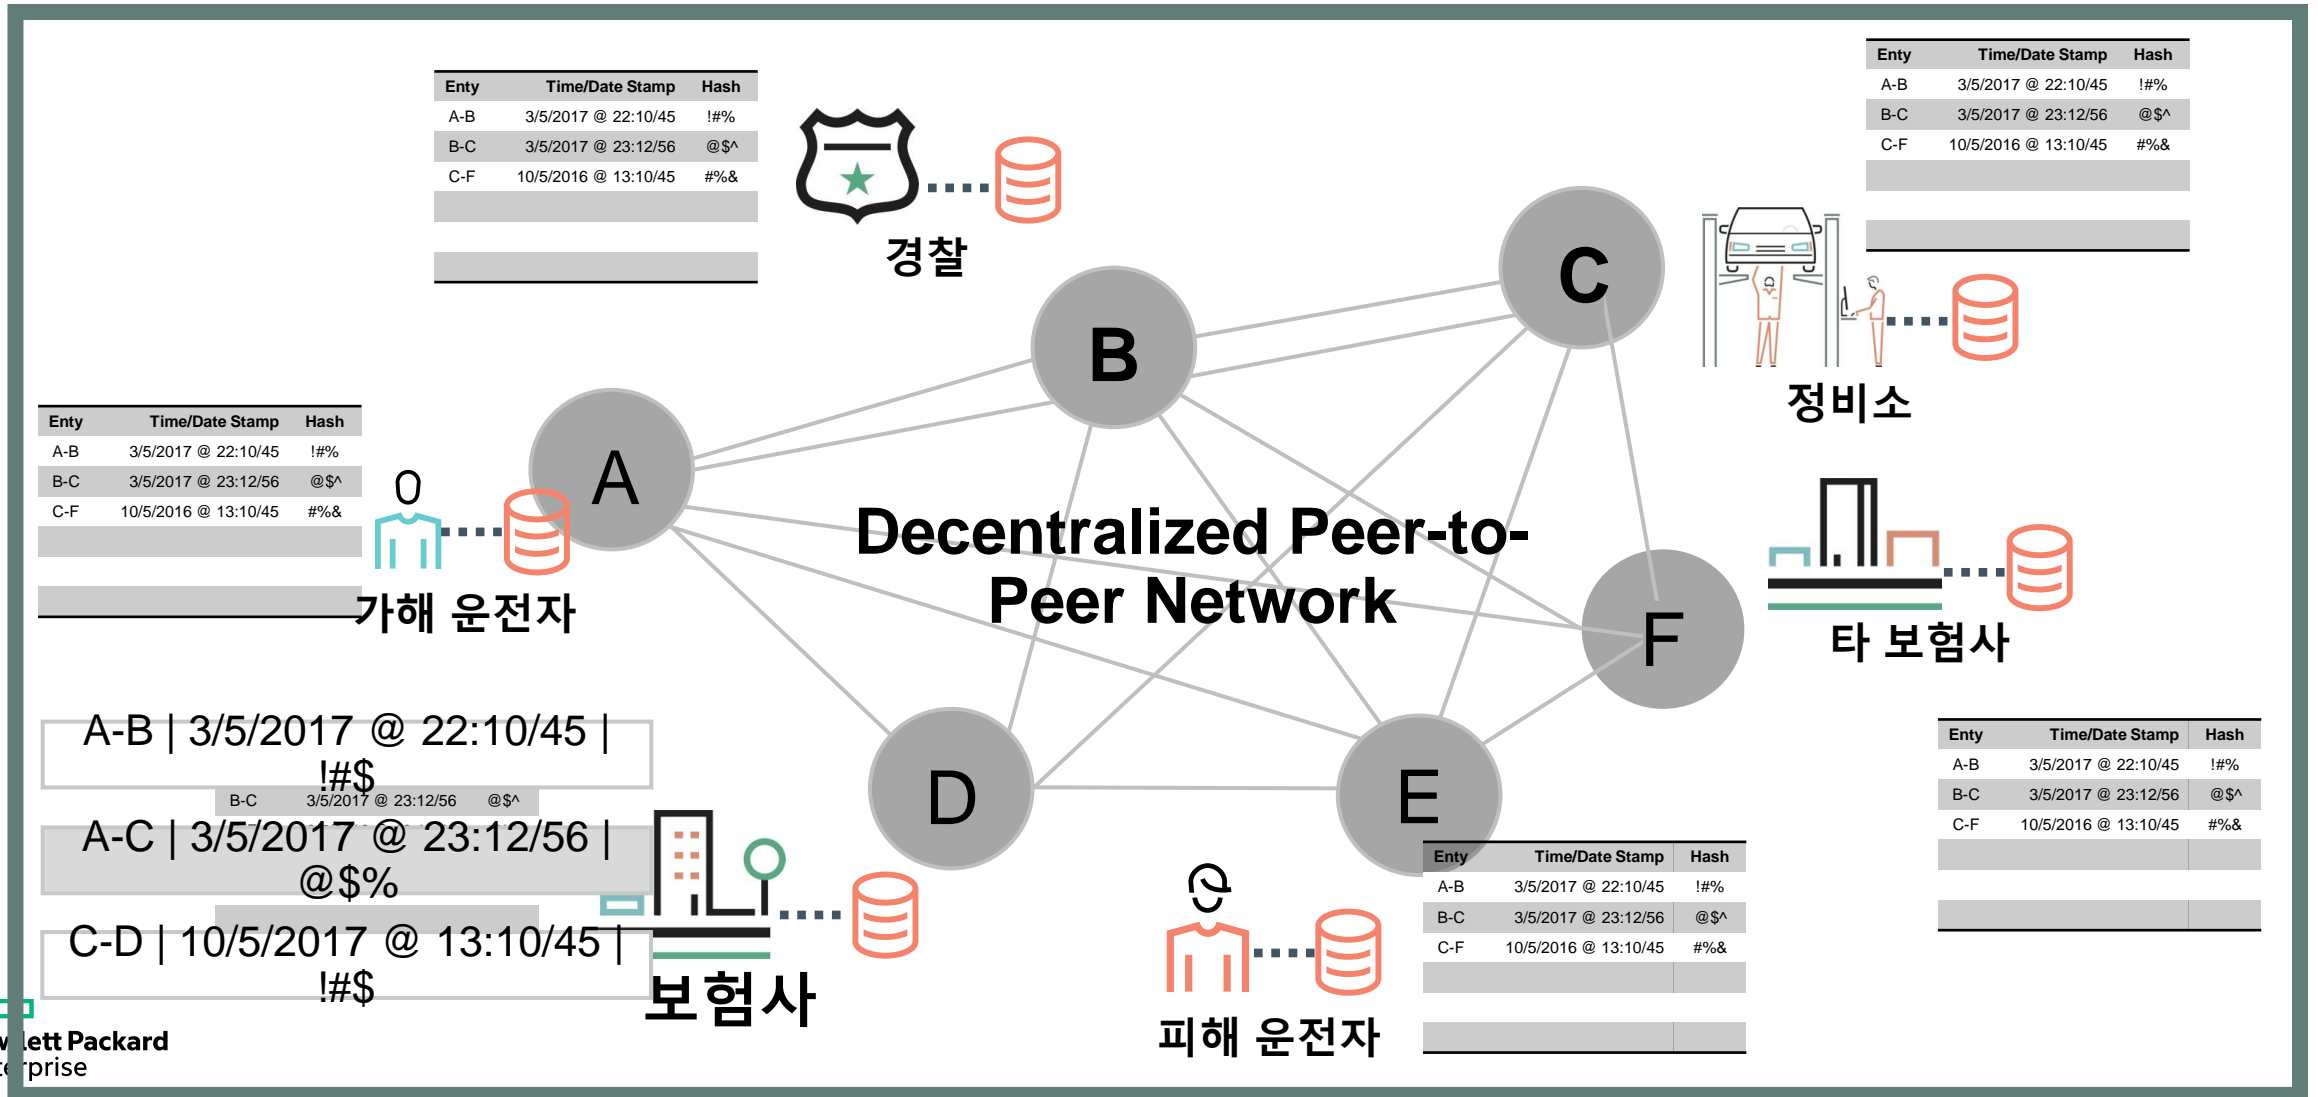 Enty Time/Date Stamp Hash
A-B 3/5/2017 @ 22:10/45 !#%
B-C 3/5/2017 @ 23:12/56 @$^
C-F 10/5/2016 @ 13:10/45 #%&
경찰
Enty Time/Date Stamp Hash
A-B 3/5/2017 @ 22:10/45 !#%
B-C 3/5/2017 @ 23:12/56 @$^
C-F 10/5/2016 @ 13:10/45 #%&
정비소
C
B
A
Enty Time/Date Stamp Hash
A-B 3/5/2017 @ 22:10/45 !#%
B-C 3/5/2017 @ 23:12/56 @$^
C-F 10/5/2016 @ 13:10/45 #%&
가해 운전자
Decentralized Peer-to-
Peer Network
F
타 보험사
D
E
A-B | 3/5/2017 @ 22:10/45 |
!#$
B-C 3/5/2017 @ 23:12/56 @$^
A-C | 3/5/2017 @ 23:12/56 |
@$%
C-D | 10/5/2017 @ 13:10/45 |
!#$
보험사
Enty Time/Date Stamp Hash
A-B 3/5/2017 @ 22:10/45 !#%
B-C 3/5/2017 @ 23:12/56 @$^
C-F 10/5/2016 @ 13:10/45 #%&
피해 운전자
Enty Time/Date Stamp Hash
A-B 3/5/2017 @ 22:10/45 !#%
B-C 3/5/2017 @ 23:12/56 @$^
C-F 10/5/2016 @ 13:10/45 #%&
lett Packard
prise